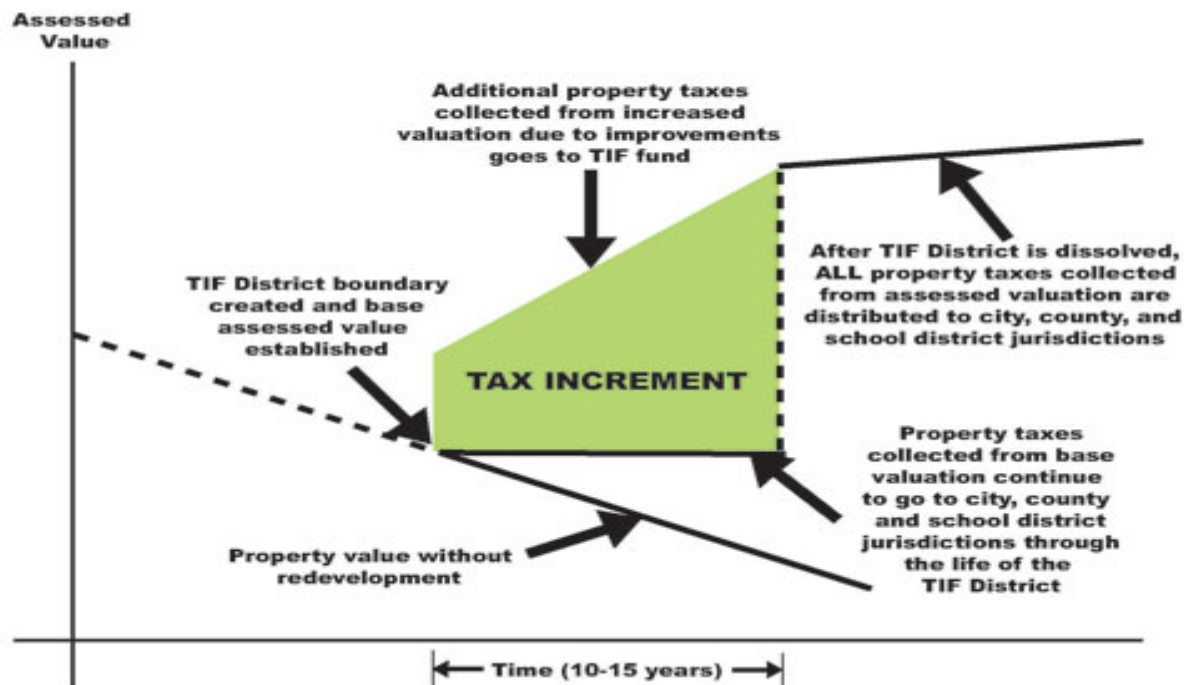 Assessed
Value
Additional property taxes
collected from increased
valuation due to improvements
goes to TIF fund
TIF District boundary
created and base
assessed value
established
TAX INCREMENT
After TIF District is dissolved,
ALL property taxes collected
from assessed valuation are
distributed to city, county, and
school district jurisdictions
Property taxes
collected from base
valuation continue
to go to city, county
and school district
jurisdictions through
the life of the
TIF District
Property value without
redevelopment
Time (10-15 years)